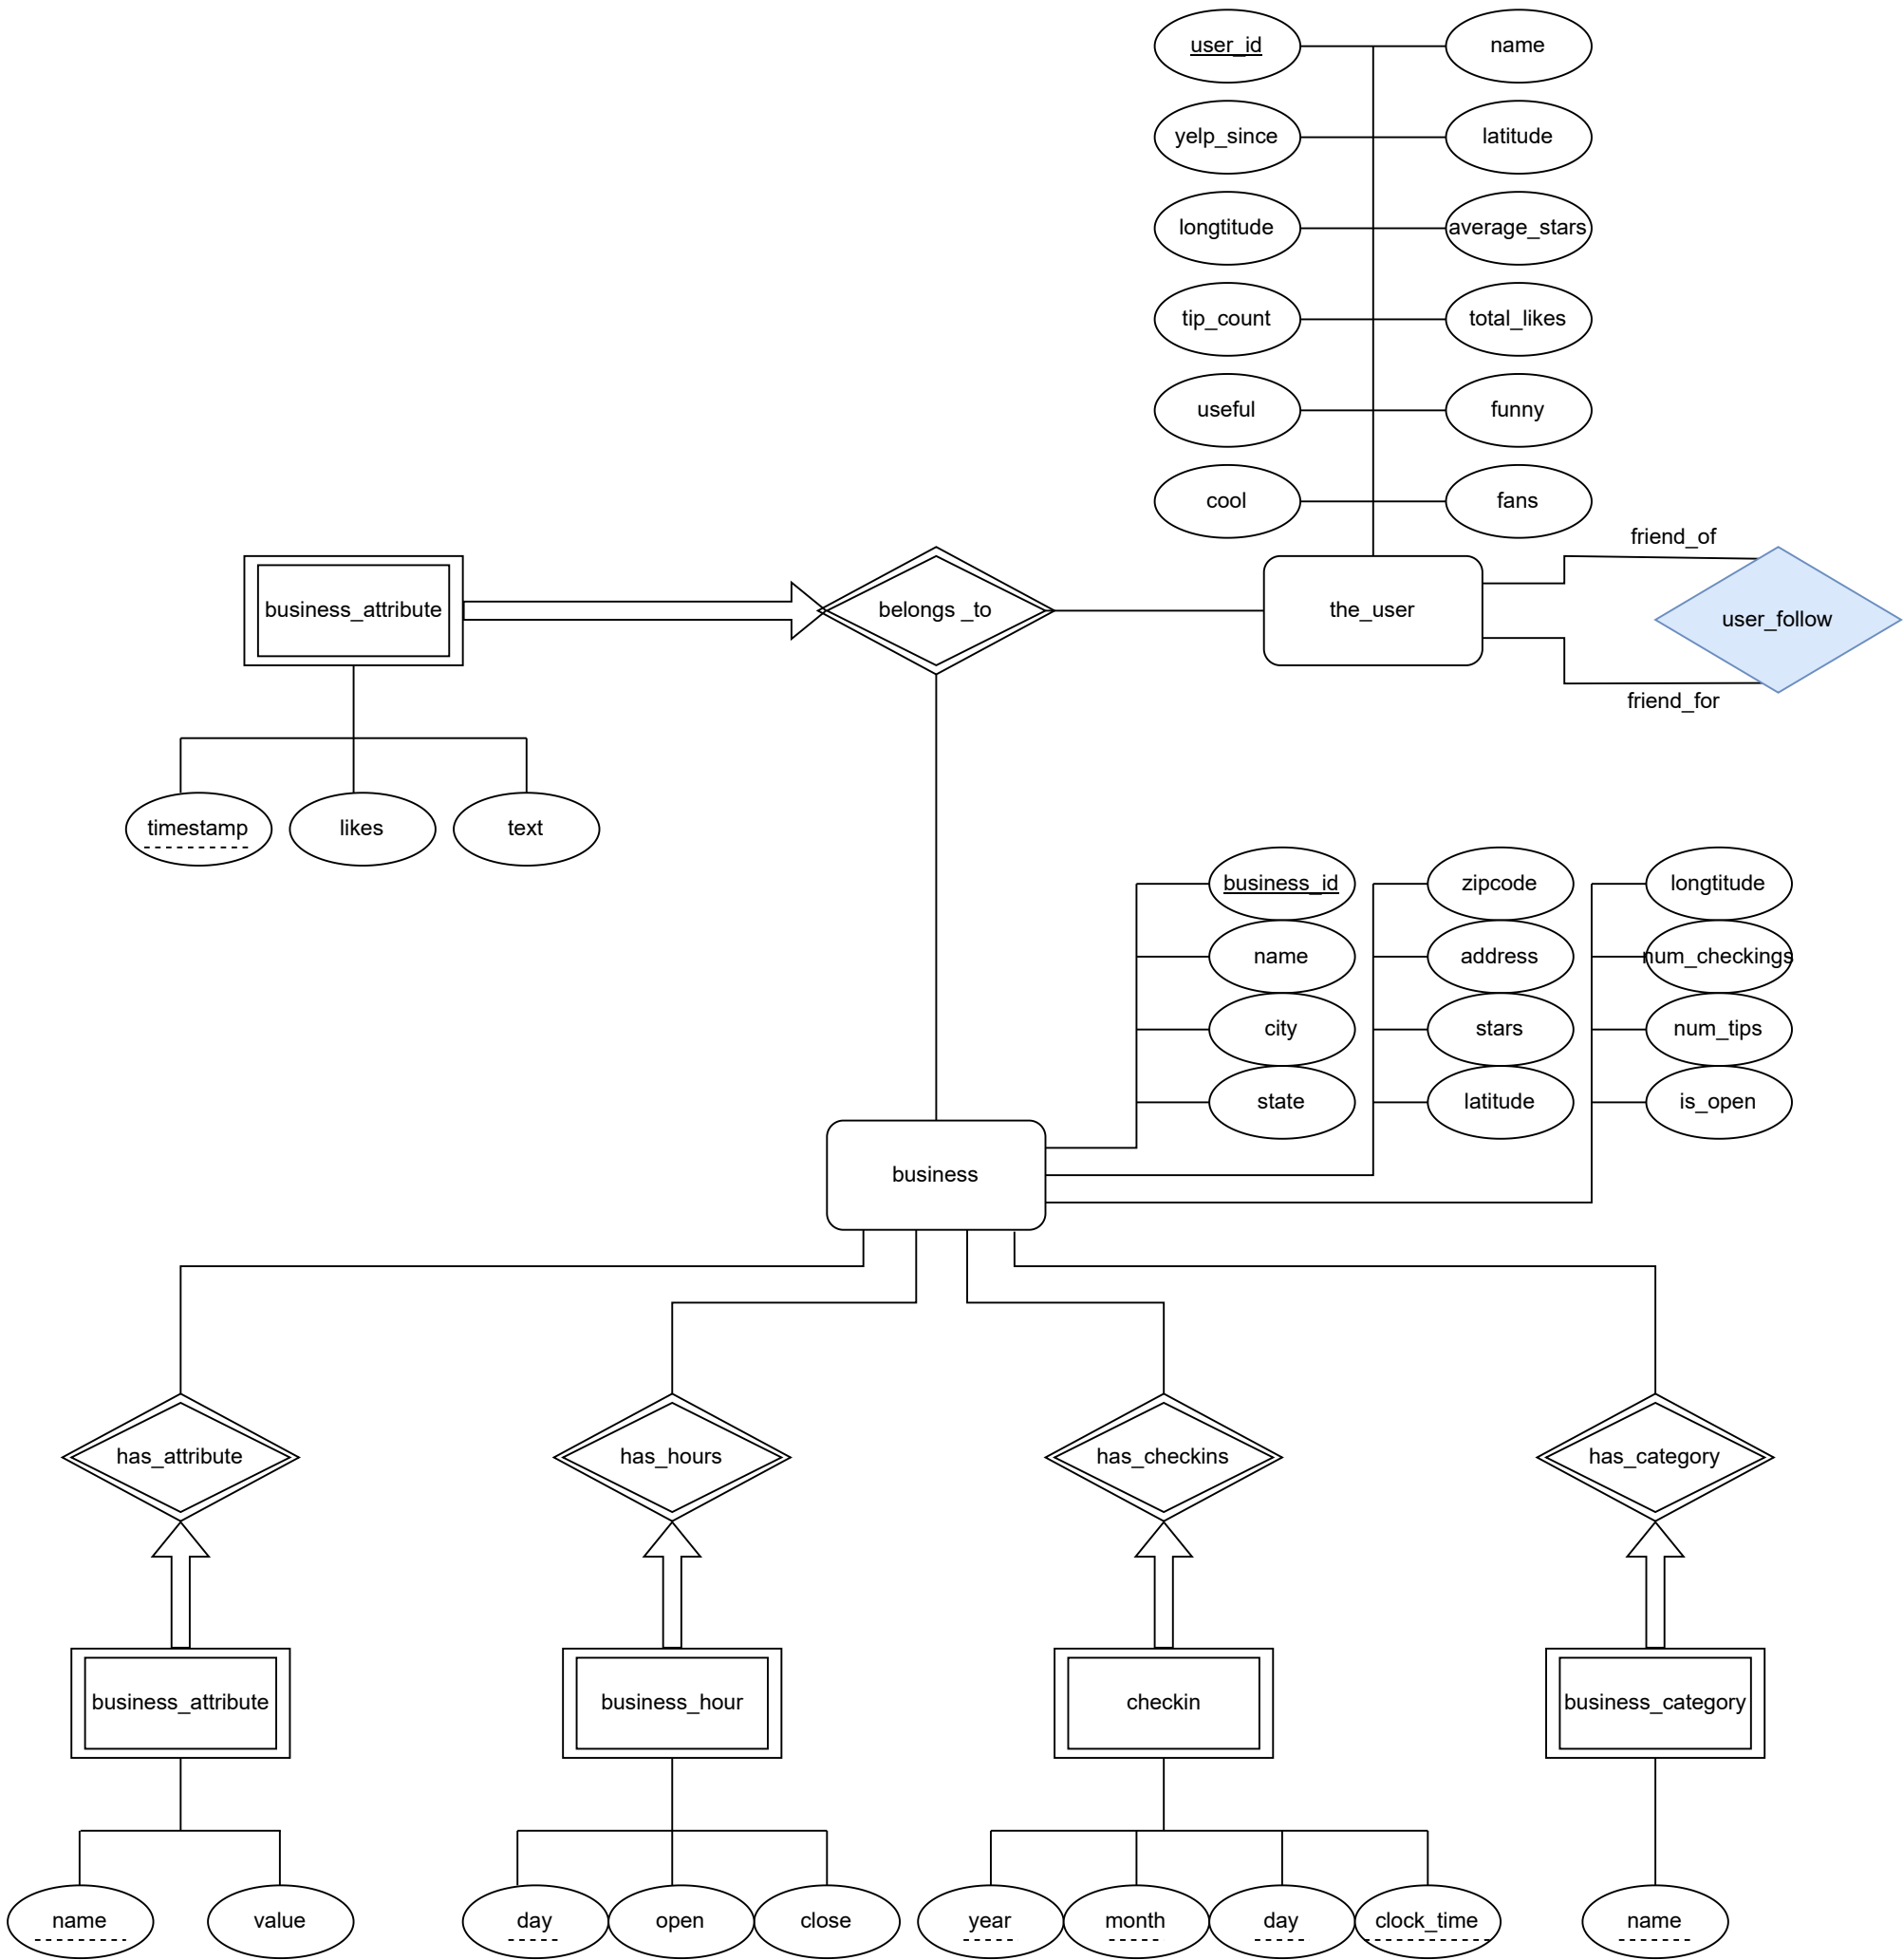 user_id
name
yelp_since
latitude
longtitude
average_stars
tip_count
total_likes
useful
funny
cool
fans
friend_of
business_attribute
belongs _to
the_user
user_follow
friend_for
timestamp
likes
text
business_id
zipcode
longtitude
name
address
num_checkings
city
stars
num_tips
state
latitude
is_open
business
has_attribute
has_hours
has_checkins
has_category
business_attribute
business_hour
checkin
business_category
name
value
day
open
close
year
month
day
clock_time
name